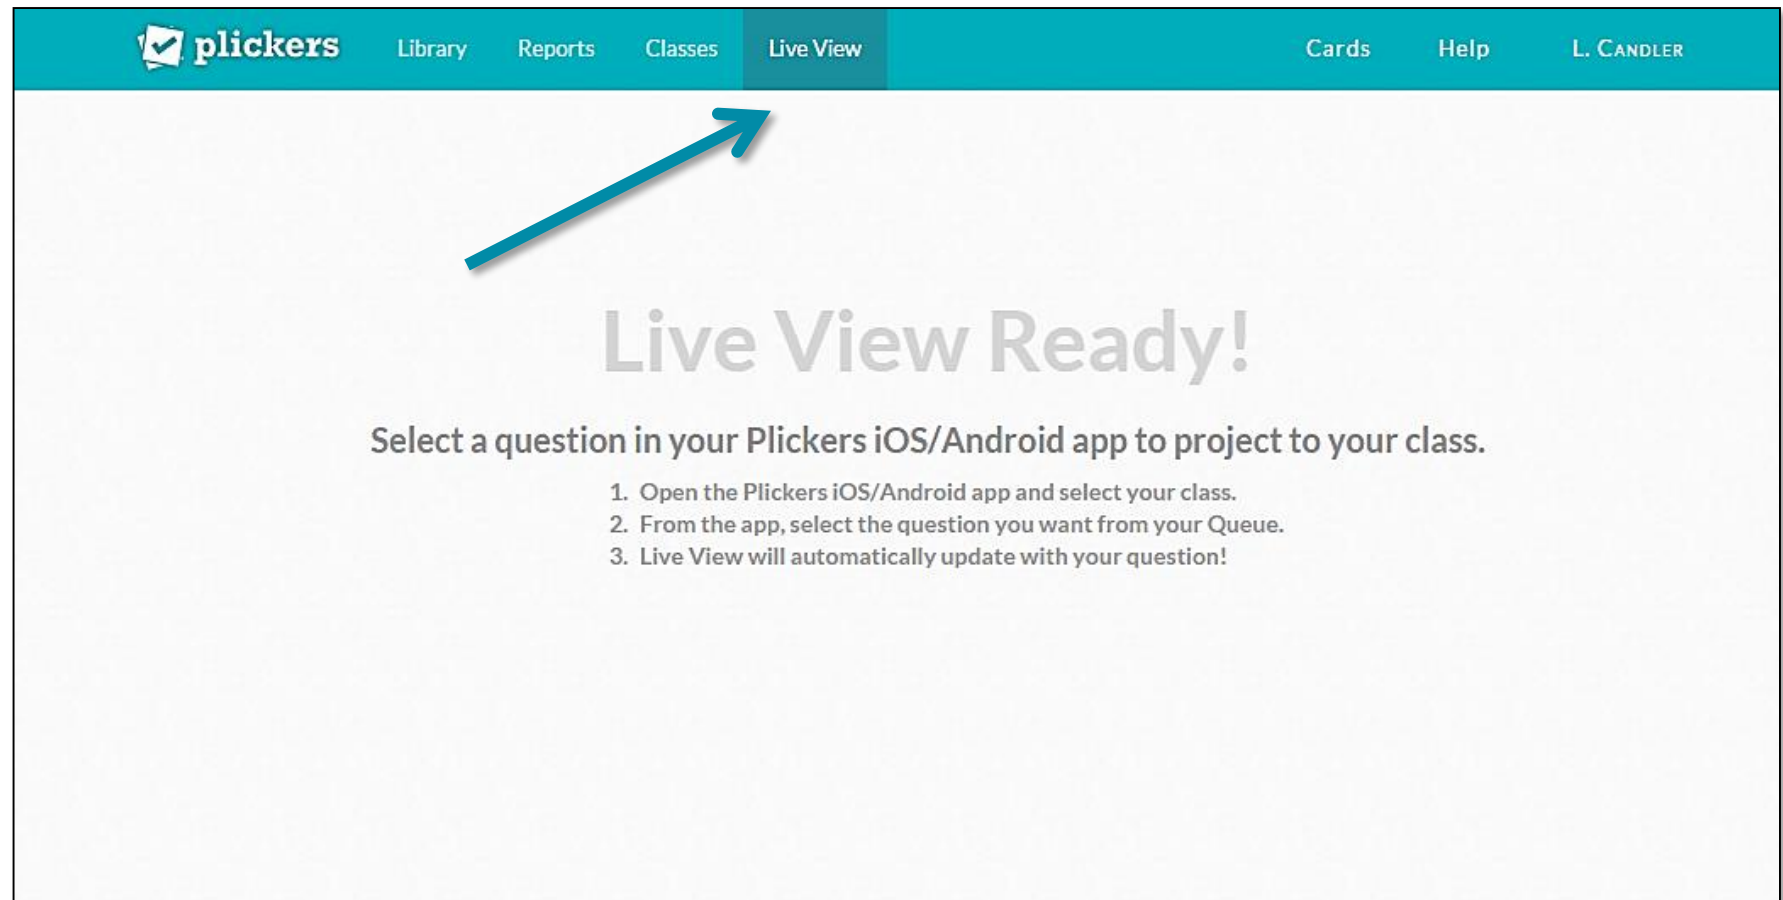 plickers Library Reports Classes Live View Cards Help L. CANDLER
Live View Ready!
Select a question in your Plickers iOS/Android app to project to your class.
1. Open the Plickers iOS/Android app and select your class.
2. From the app, select the question you want from your Queue.
3. Live View will automatically update with your question!